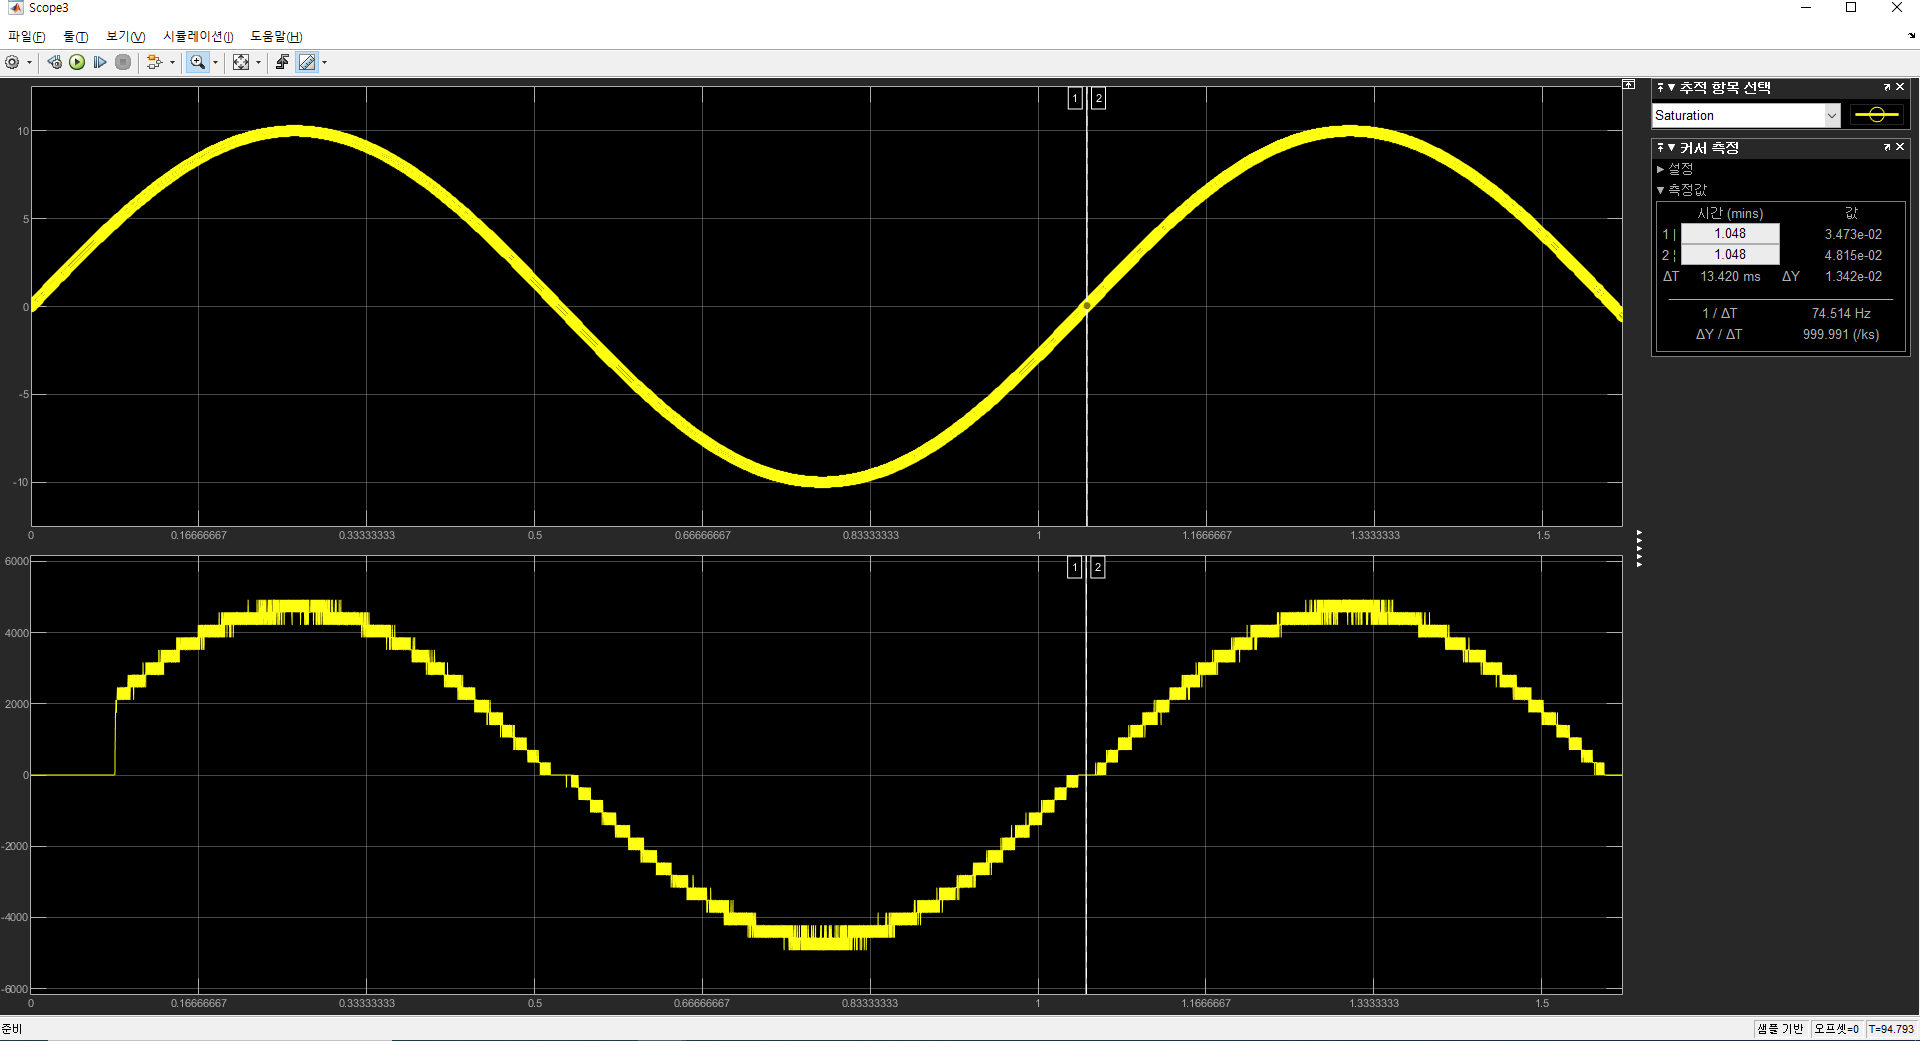 Scope3
파일(F) 툴(T) 보기(V) 시뮬레이션(I) 도움말(H)
1 2
10
5
0
-5
-10
0 0.16666667 0.33333333 0.5 0.66666667 0.83333333 1 1.1666667 1.3333333 1.5
1 2
6000
4000
2000
0
-2000
-4000
-6000
0 0.16666667 0.33333333 0.5 0.66666667 0.83333333 1 1.1666667 1.3333333 1.5
추적 항목 선택
Saturation
커서 측정
설정
측정값
시간 (mins) 값
1 | 1.048 3.473e-02
2 ¦ 1.048 4.815e-02
ΔT 13.420 ms ΔY 1.342e-02
1 / ΔT 74.514 Hz
ΔY / ΔT 999.991 (/ks)
준비
샘플 기반 오프셋=0 T=94.793